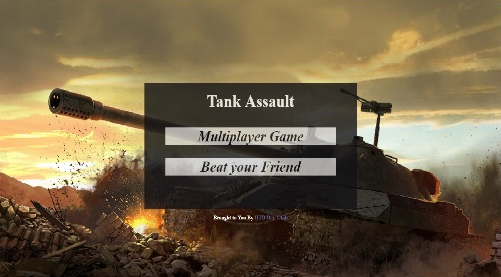 Tank Assault
Multiplayer Game
Beat your Friend
Brought to You By